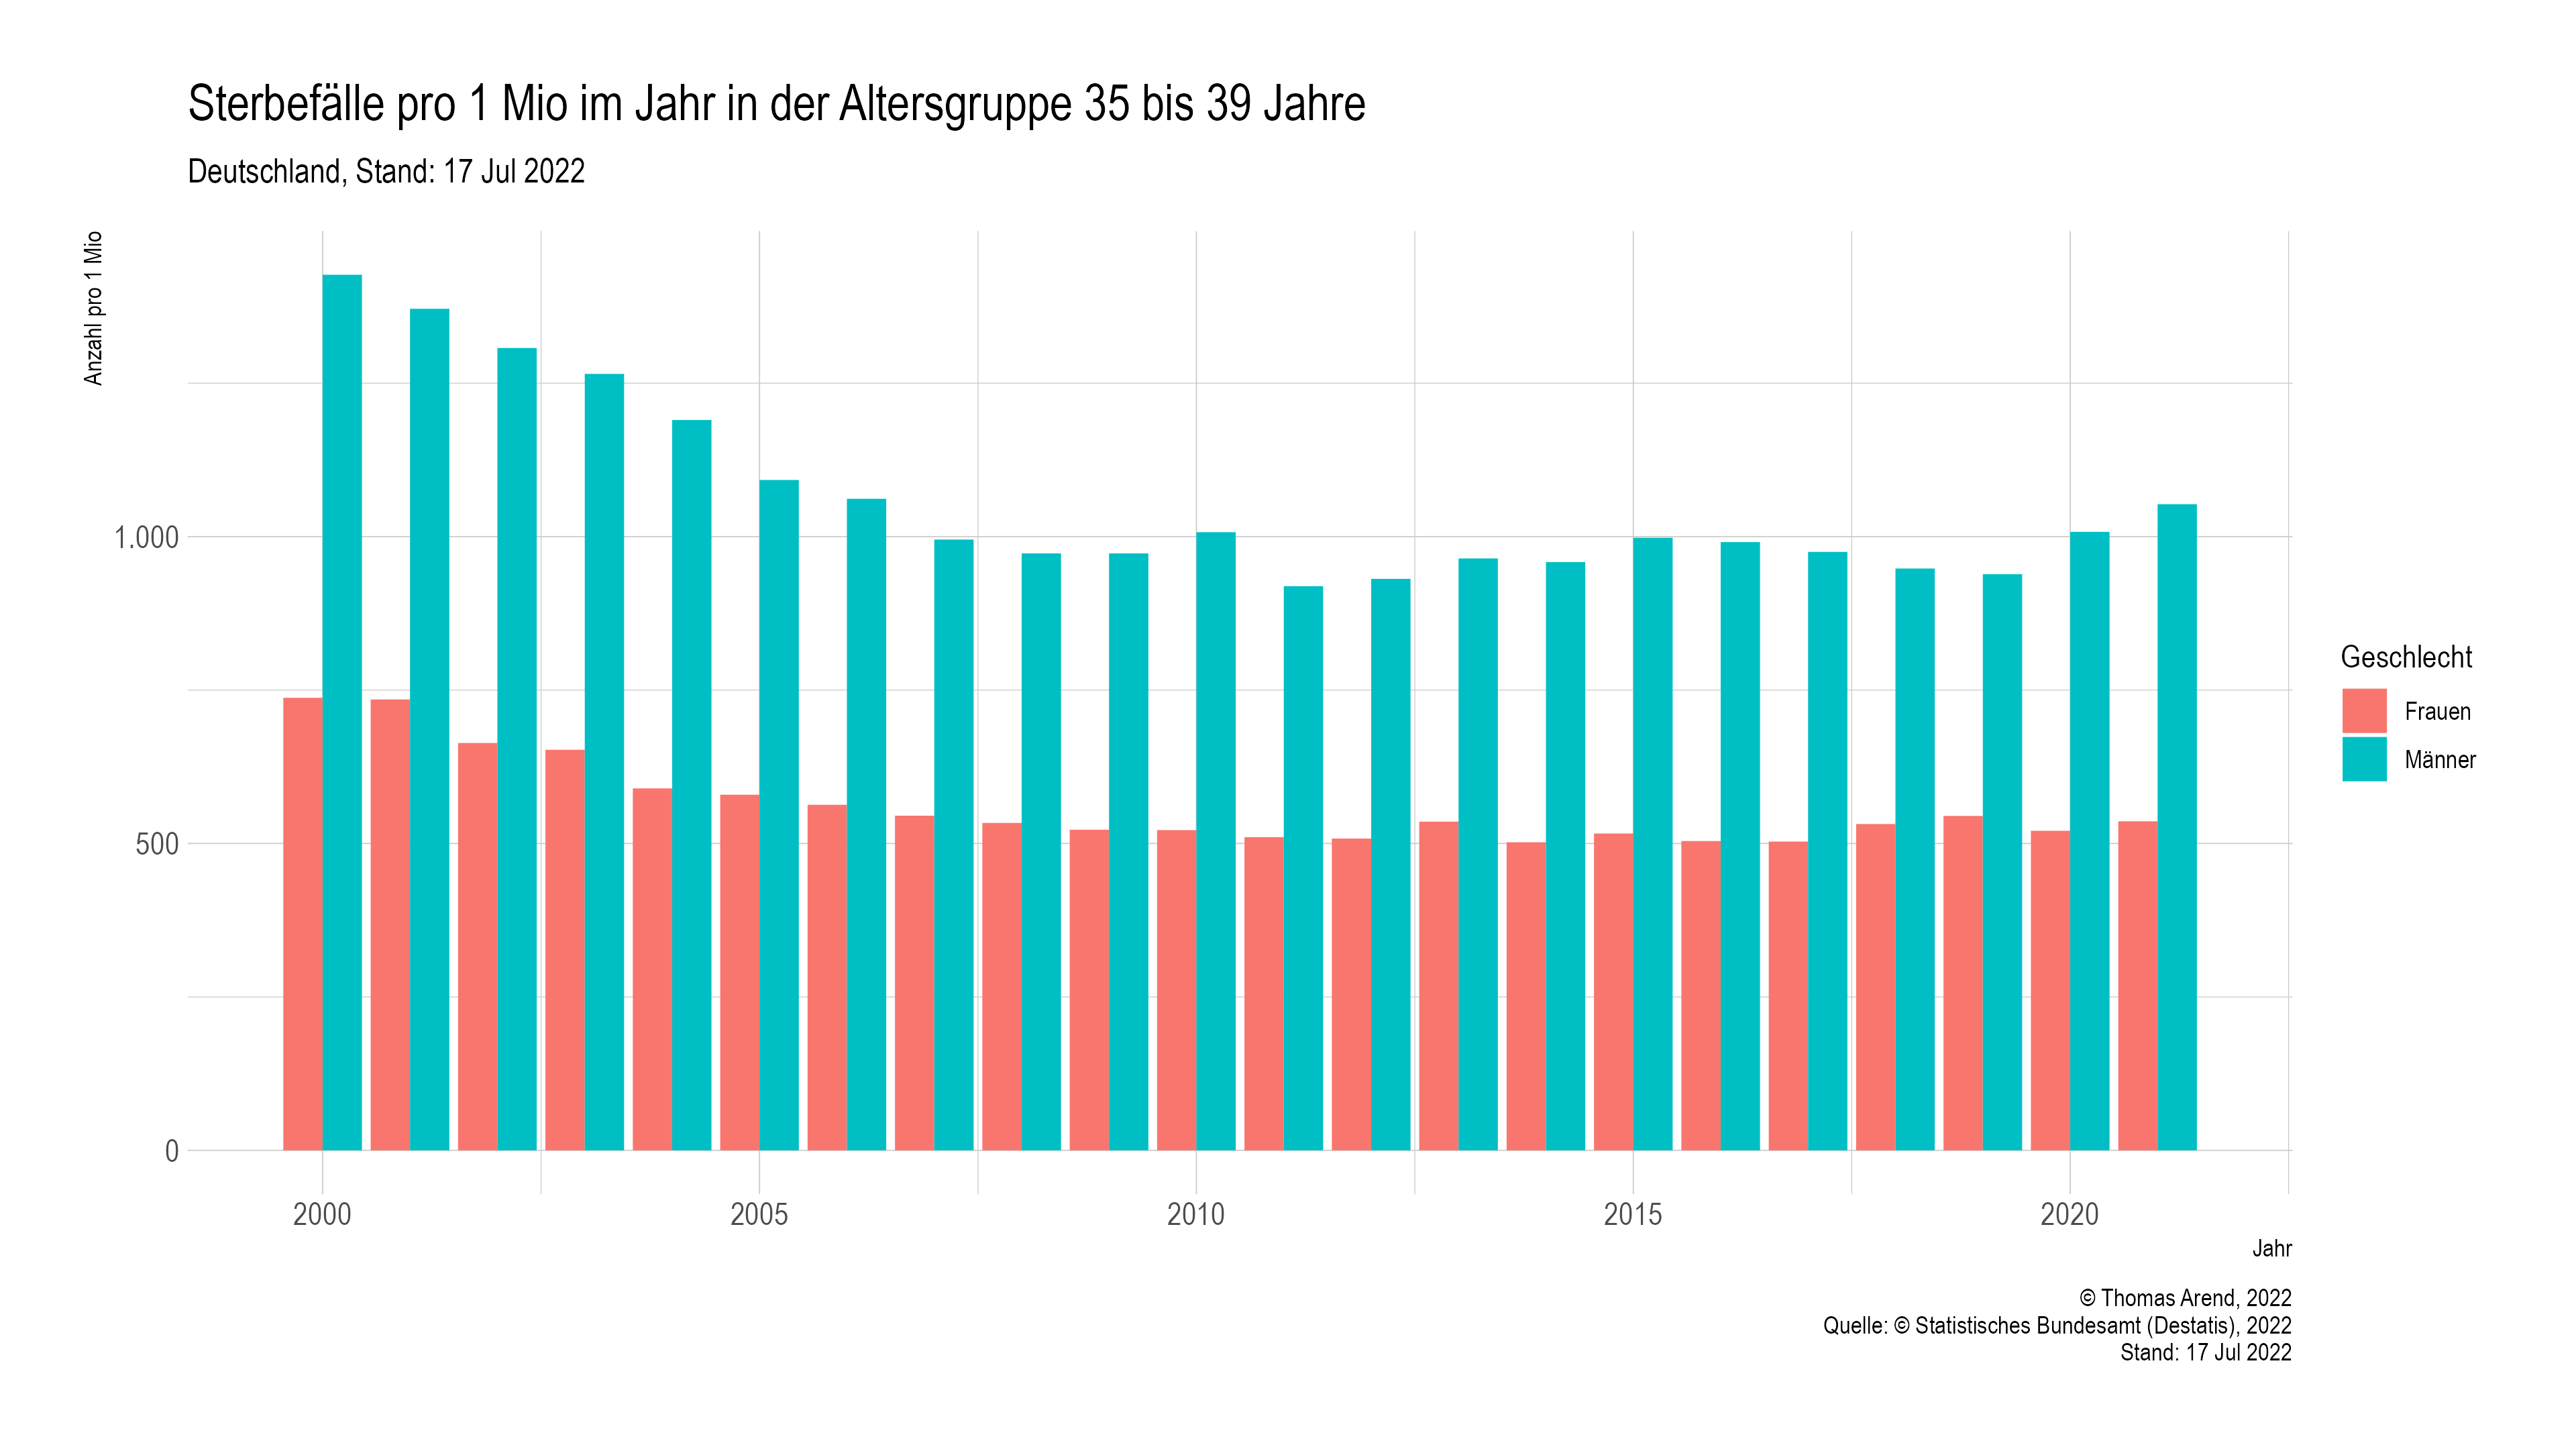 Sterbefälle pro 1 Mio im Jahr in der Altersgruppe 35 bis 39 Jahre
Deutschland, Stand: 17 Jul 2022
Anzahl pro 1 Mio
1.000
500
0
2000
2005
2010
2015
2020
Jahr
Geschlecht
Frauen
Männer
© Thomas Arend, 2022
Quelle: © Statistisches Bundesamt (Destatis), 2022
Stand: 17 Jul 2022